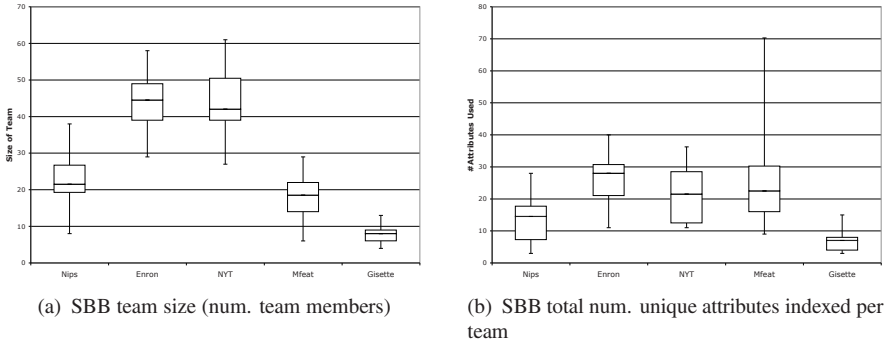 70
60
50
40
30
20
10
0
Size of Team
Nips Enron NYT Mfeat Gisette
(a) SBB team size (num. team members)
80
70
60
50
40
30
20
10
0
#Attributes Used
Nips Enron NYT Mfeat Gisette
(b) SBB total num. unique attributes indexed per
team